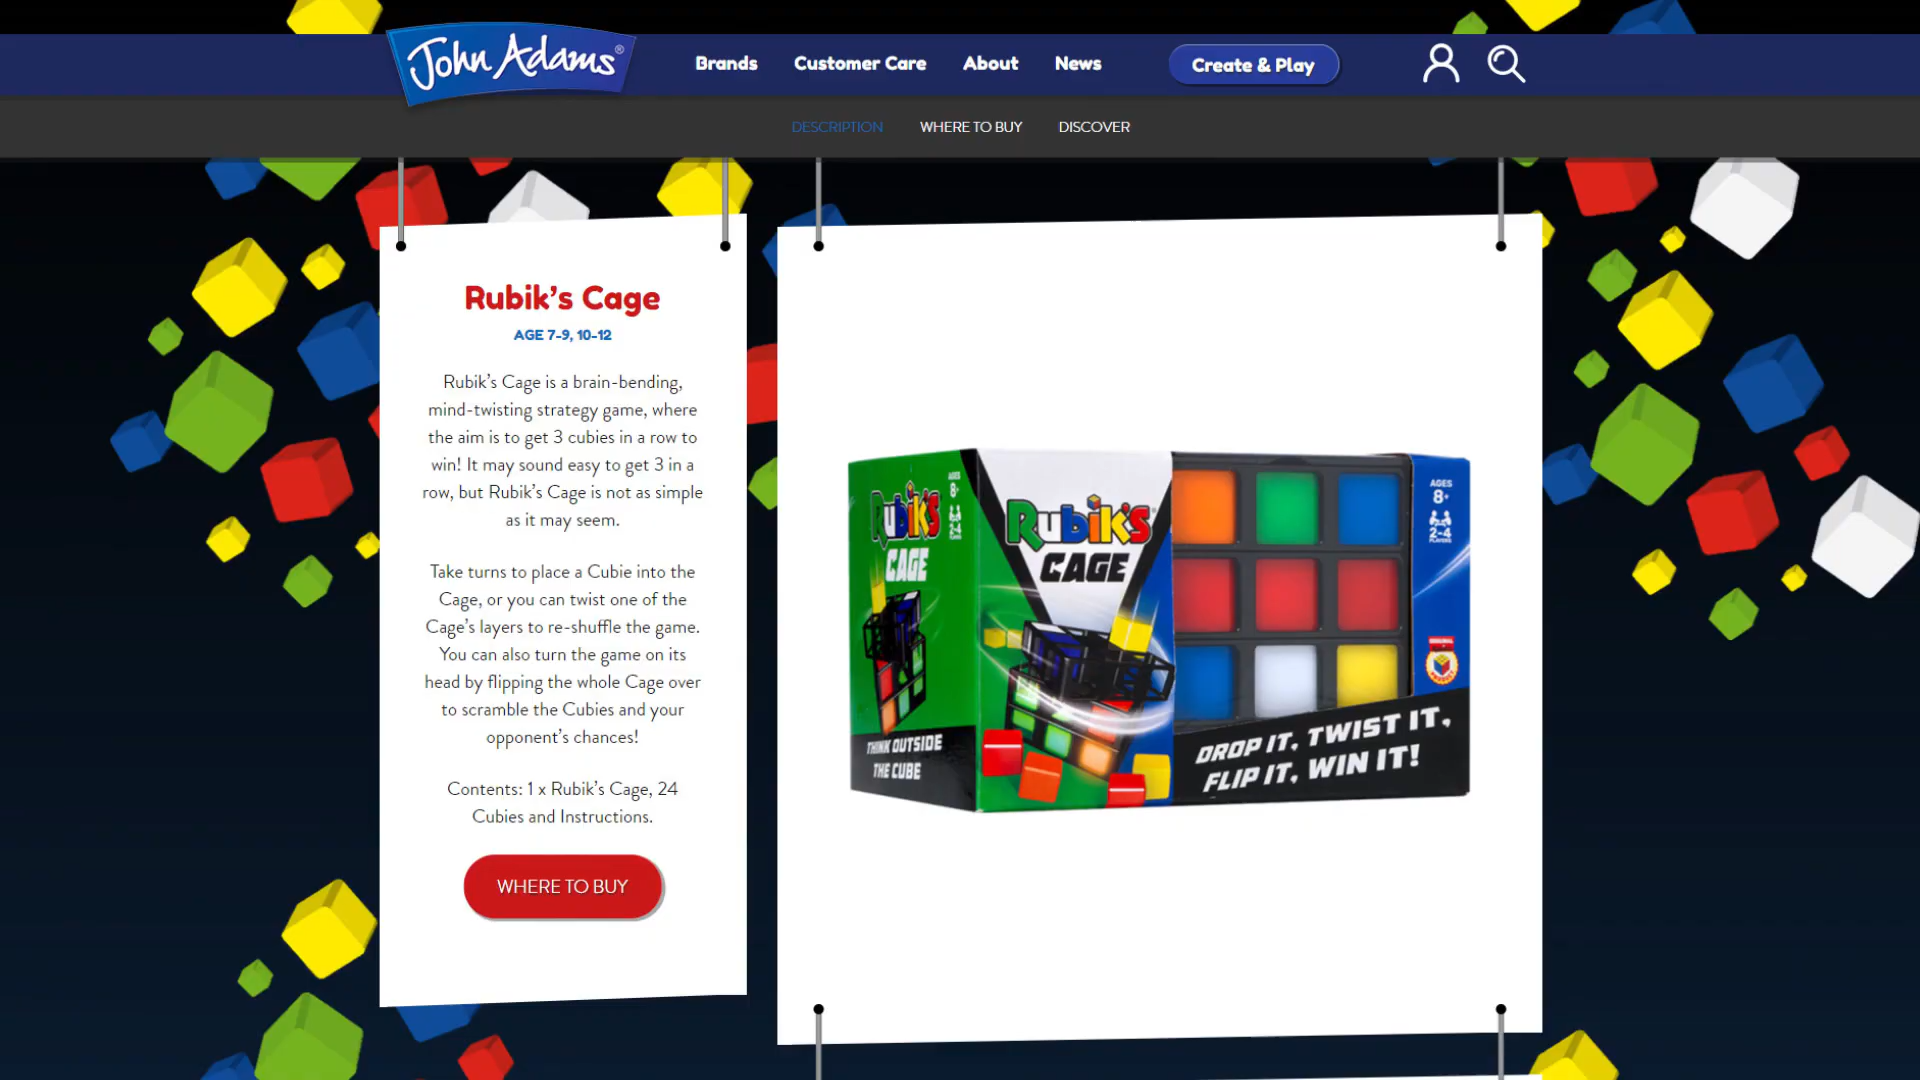 John Adams®
Brands
Customer Care
About
News
Create & Play
DESCRIPTION
WHERE TO BUY
DISCOVER
Rubik’s Cage
AGE 7-9, 10-12
Rubik’s Cage is a brain-bending,
mind-twisting strategy game, where
the aim is to get 3 cubies in a row to
win! It may sound easy to get 3 in a
row, but Rubik’s Cage is not as simple
as it may seem.
Take turns to place a Cubie into the
Cage, or you can twist one of the
Cage’s layers to re-shuffle the game.
You can also turn the game on its
head by flipping the whole Cage over
to scramble the Cubies and your
opponent’s chances!
Contents: 1 x Rubik’s Cage, 24
Cubies and Instructions.
WHERE TO BUY
RUBIK'S
CAGE
AGES
8+
2-4
PLAYERS
THINK OUTSIDE
THE CUBE
RUBIK'S
CAGE
AGES
8+
2-4
PLAYERS
DROP IT, TWIST IT,
FLIP IT, WIN IT!